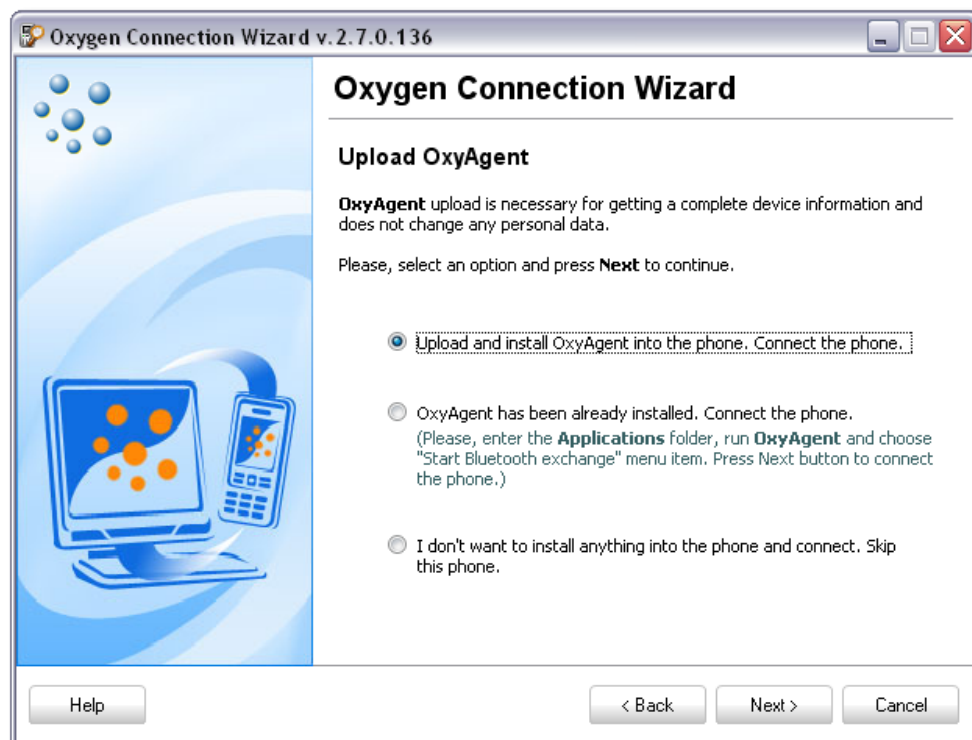 Oxygen Connection Wizard v.2.7.0.136
Oxygen Connection Wizard
Upload OxyAgent
OxyAgent upload is necessary for getting a complete device information and
does not change any personal data.
Please, select an option and press Next to continue.
Upload and install OxyAgent into the phone. Connect the phone.
OxyAgent has been already installed. Connect the phone.
(Please, enter the Applications folder, run OxyAgent and choose
"Start Bluetooth exchange" menu item. Press Next button to connect
the phone.)
I don't want to install anything into the phone and connect. Skip
this phone.
Help
< Back
Next >
Cancel